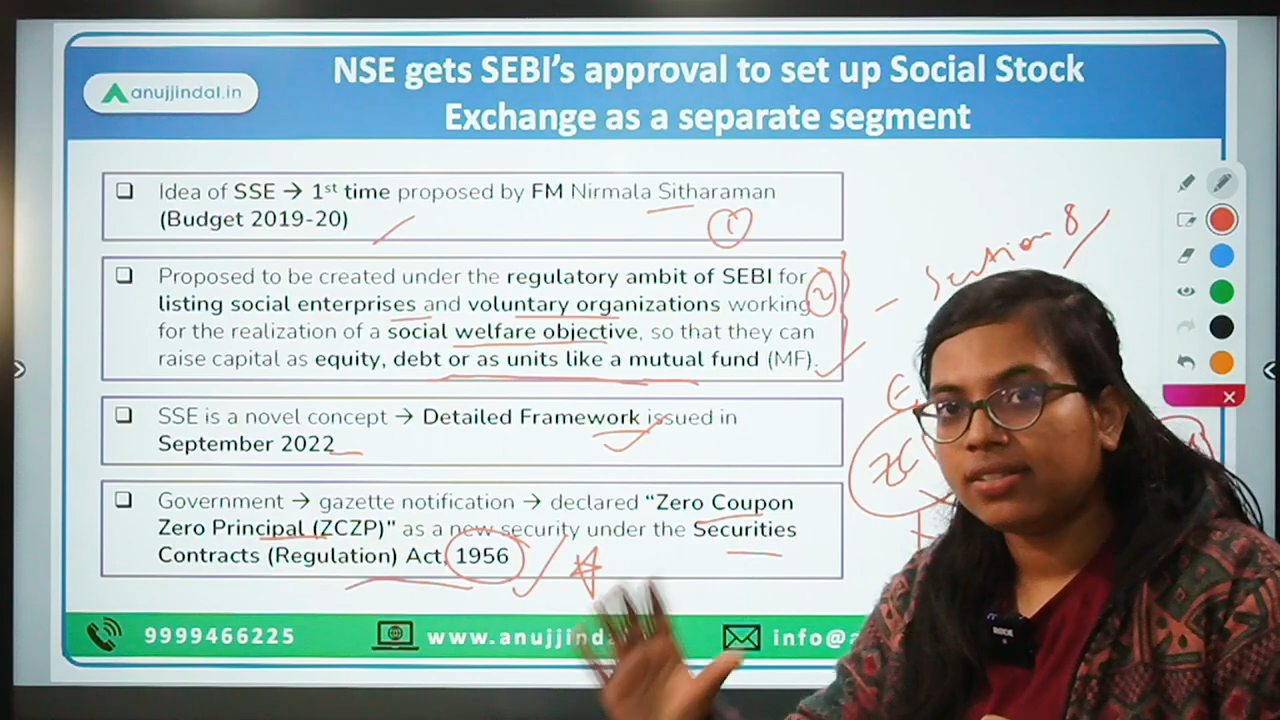 NSE gets SEBI's approval to set up Social Stock
Exchange as a separate segment
anujjindal.in
❑ Idea of SSE → 1st time proposed by FM Nirmala Sitharaman
(Budget 2019-20)
1
❑ Proposed to be created under the regulatory ambit of SEBI for
listing social enterprises and voluntary organizations working
for the realization of a social welfare objective, so that they can
raise capital as equity, debt or as units like a mutual fund (MF).
2
- Section 8
❑ SSE is a novel concept → Detailed Framework issued in
September 2022
❑ Government → gazette notification → declared "Zero Coupon
Zero Principal (ZCZP)" as a new security under the Securities
Contracts (Regulation) Act, 1956
ZC
9999466225
www.anujjinda
info@a